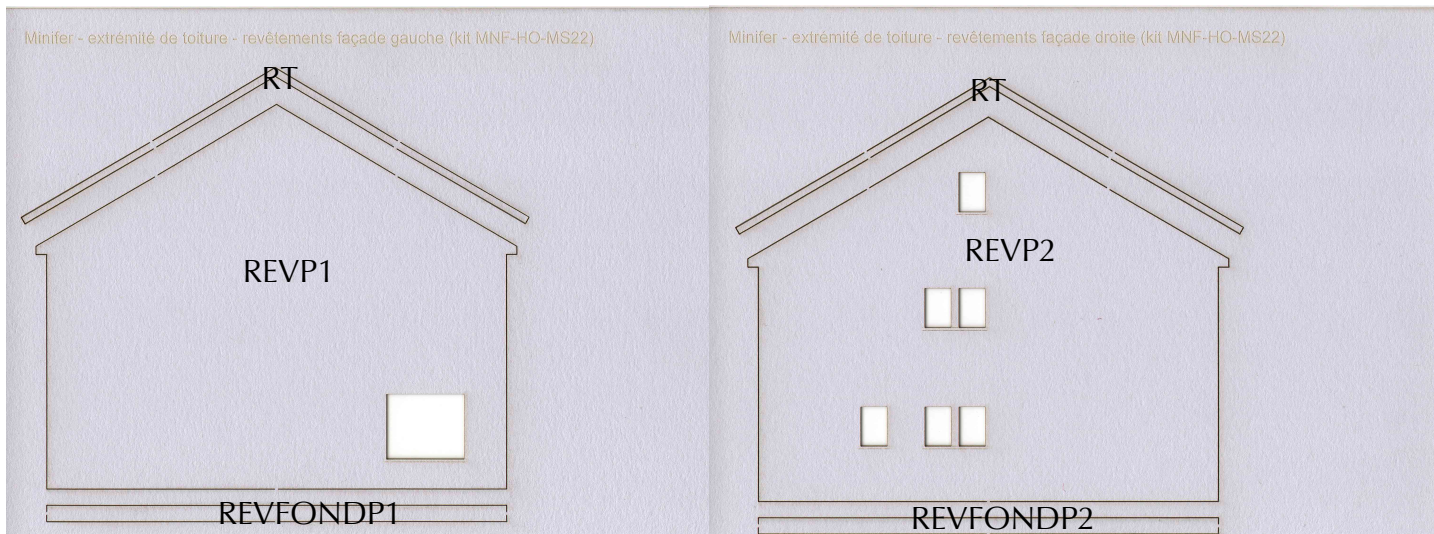 Minifer - extrémité de toiture - revêtements façade gauche (kit MNF-HO-MS22)
RT
REVP1
REVFONDP1
Minifer - extrémité de toiture - revêtements façade droite (kit MNF-HO-MS22)
RT
REVP2
REVFONDP2